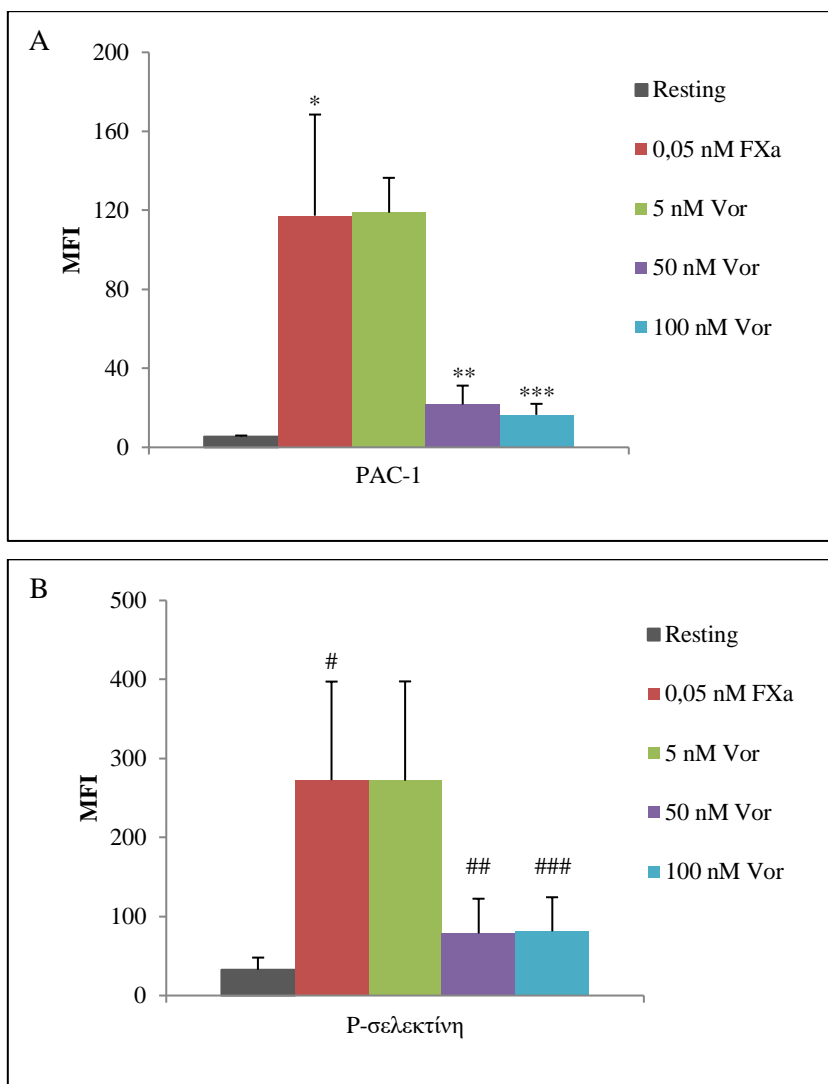 A
200
160
120
80
40
0
MFI
*
**
***
PAC-1
Resting
0,05 nM FXa
5 nM Vor
50 nM Vor
100 nM Vor
B
500
400
300
200
100
0
MFI
#
##
###
P-σελεκτίνη
Resting
0,05 nM FXa
5 nM Vor
50 nM Vor
100 nM Vor